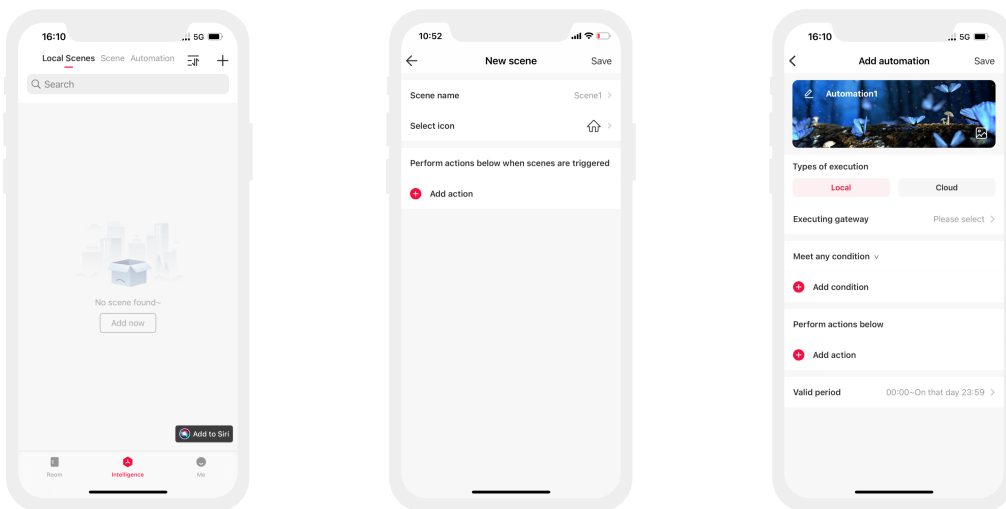 16:10
5G
Local Scenes Scene Automation
Search
No scene found~
Add now
Add to Siri
Room Intelligence Me
10:52
New scene Save
Scene name Scene1 >
Select icon >
Perform actions below when scenes are triggered
Add action
16:10
5G
Add automation Save
Automation1
Types of execution
Local Cloud
Executing gateway Please select >
Meet any condition
Add condition
Perform actions below
Add action
Valid period 00:00~On that day 23:59 >